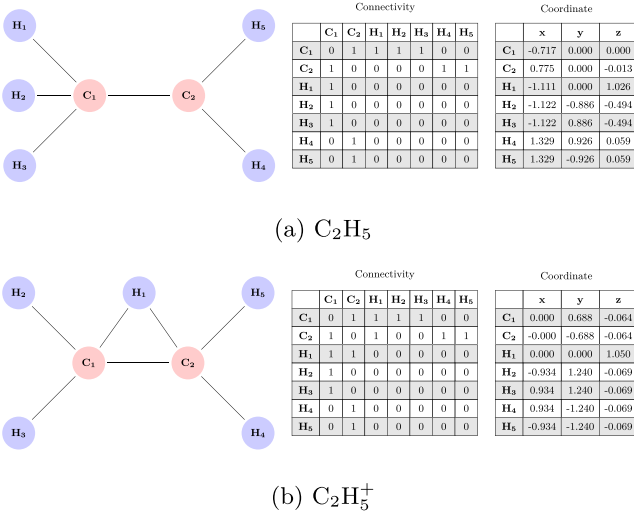 H1 H5
H2 C1 C2
H3 H4
Connectivity
C1 C2 H1 H2 H3 H4 H5
C1 0 1 1 1 1 0 0
C2 1 0 0 0 0 1 1
H1 1 0 0 0 0 0 0
H2 1 0 0 0 0 0 0
H3 1 0 0 0 0 0 0
H4 0 1 0 0 0 0 0
H5 0 1 0 0 0 0 0
Coordinate
x y z
C1 -0.717 0.000 0.000
C2 0.775 0.000 -0.013
H1 -1.111 0.000 1.026
H2 -1.122 -0.886 -0.494
H3 -1.122 0.886 -0.494
H4 1.329 0.926 0.059
H5 1.329 -0.926 0.059
(a) C2H5
H2 H1 H5
C1 C2
H3 H4
Connectivity
C1 C2 H1 H2 H3 H4 H5
C1 0 1 1 1 1 0 0
C2 1 0 1 0 0 1 1
H1 1 1 0 0 0 0 0
H2 1 0 0 0 0 0 0
H3 1 0 0 0 0 0 0
H4 0 1 0 0 0 0 0
H5 0 1 0 0 0 0 0
Coordinate
x y z
C1 0.000 0.688 -0.064
C2 -0.000 -0.688 -0.064
H1 0.000 0.000 1.050
H2 -0.934 1.240 -0.069
H3 0.934 1.240 -0.069
H4 0.934 -1.240 -0.069
H5 -0.934 -1.240 -0.069
(b) C2H5+